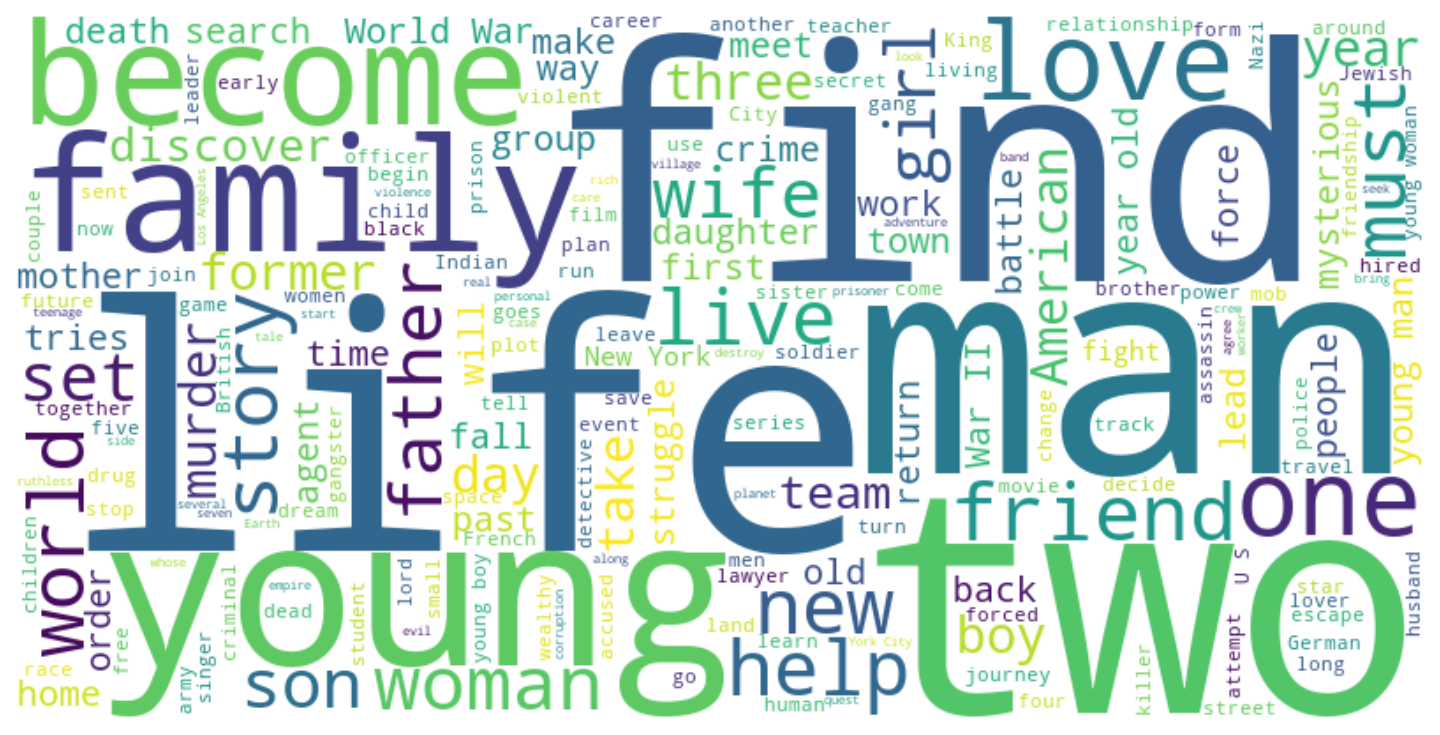 death
search
World War
career
another
teacher
relationship
form
Nazi
around
become
make
meet
King
look
love
year
leader
early
way
violent
three
secret
living
girl
Jewish
find
gang
City
discover
officer
group
use
crime
village
family
begin
violence
child
black
prison
rich
care
film
wife
work
adventure
band
battle
American
year old
force
mysterious
friendship
must
seek
young woman
couple
sent
now
Los Angeles
plan
daughter
town
mother
join
former
Indian
real
run
first
hired
bring
future
teenage
game
women
start
father
personal
goes
case
sister
prisoner
come
brother
power
mob
life
tries
story
tale
time
will
plot
leave
live
New York
destroy
soldier
man
fight
assassin
crew
agree
worker
set
murder
British
together
five
side
agent
gangster
tell
save
event
series
return
War II
change
track
lead
police
people
young man
world
ruthless
drug
stop
several
seven
Earth
dream
fall
day
space
past
French
detective
take
struggle
planet
team
turn
movie
decide
friend
travel
one
children
order
young
whose
empire
dead
lord
evil
student
small
criminal
free
young boy
wealthy
corruption
accused
along
men
lawyer
old
new
land
learn
York City
two
back
forced
boy
journey
U S
attempt
star
lover
escape
German
long
husband
race
home
army
singer
son
woman
go
help
human
quest
four
killer
street